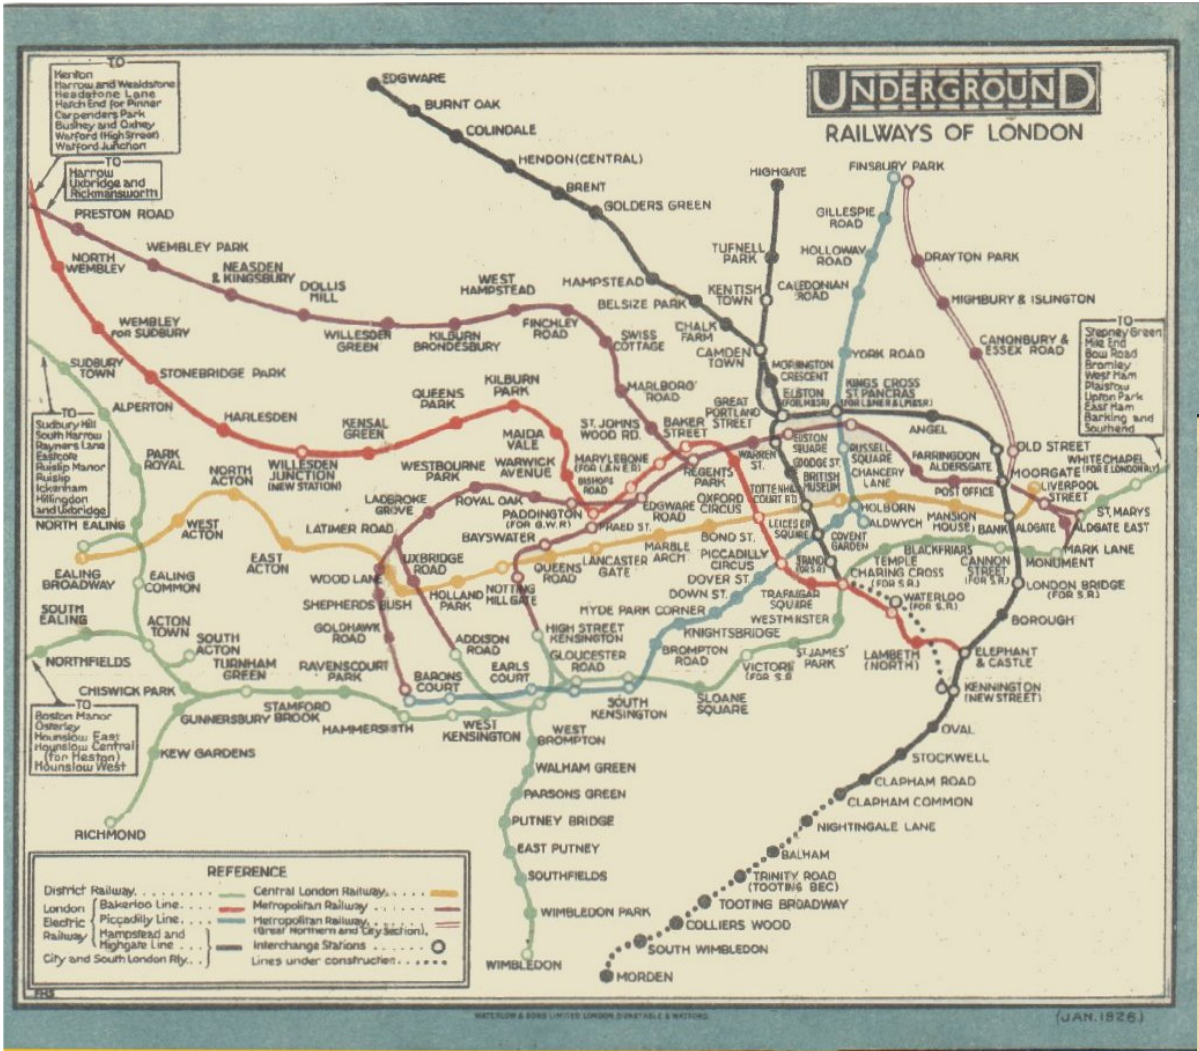 UNDERGROUND
RAILWAYS OF LONDON
TO
Kenton
Harrow and Wealdstone
Headstone Lane
Hatch End for Pinner
Carpenders Park
Bushey and Oxhey
Watford (High Street)
Watford Junction
TO
Harrow
Uxbridge and
Rickmansworth
PRESTON ROAD
NORTH
WEMBLEY
WEMBLEY PARK
NEASDEN
& KINGSBURY
DOLLIS
HILL
WILLESDEN
GREEN
KILBURN
BRONDESBURY
WEST
HAMPSTEAD
FINCHLEY
ROAD
SWISS
COTTAGE
MARLBORO'
ROAD
ST. JOHNS
WOOD RD.
BAKER
STREET
GREAT
PORTLAND
STREET
EDGWARE
BURNT OAK
COLINDALE
HENDON (CENTRAL)
BRENT
GOLDERS GREEN
HAMPSTEAD
BELSIZE PARK
CHALK
FARM
CAMDEN
TOWN
HIGHGATE
TUFNELL
PARK
KENTISH
TOWN
MORNINGTON
CRESCENT
EUSTON
FINSBURY PARK
GILLESPIE
ROAD
HOLLOWAY
ROAD
CALEDONIAN
ROAD
YORK ROAD
KINGS CROSS
ST. PANCRAS
DRAYTON PARK
HIGHBURY & ISLINGTON
CANONBURY &
ESSEX ROAD
OLD STREET
MOORGATE
LIVERPOOL
STREET
TO
Stepney Green
Mile End
Bow Road
Bromley
West Ham
Plaistow
Upton Park
East Ham
Barking and
Southend
WHITECHAPEL
(FOR E LONDON RLY)
ST. MARYS
ALDGATE EAST
ALDGATE
MARK LANE
MONUMENT
WEMBLEY
FOR SUDBURY
STONEBRIDGE PARK
HARLESDEN
WILLESDEN
JUNCTION
(NEW STATION)
KENSAL
GREEN
QUEENS
PARK
KILBURN
PARK
MAIDA
VALE
WARWICK
AVENUE
PADDINGTON
(FOR G.W.R)
MARYLEBONE
(FOR L & N.E.R)
BISHOPS
ROAD
EDGWARE
ROAD
PRAED ST.
REGENTS
PARK
OXFORD
CIRCUS
WARREN
ST.
EUSTON
SQUARE
GOODGE ST.
TOTTENHAM
COURT RD.
BRITISH
MUSEUM
RUSSELL
SQUARE
CHANCERY
LANE
HOLBORN
ALDWYCH
COVENT
GARDEN
LEICESTER
SQUARE
ANGEL
FARRINGDON
ALDERSGATE
POST OFFICE
MANSION
HOUSE
BANK
BLACKFRIARS
TEMPLE
CHARING CROSS
(FOR S.R.)
CANNON
STREET
(FOR S.R.)
LONDON BRIDGE
(FOR S.R.)
BOROUGH
ELEPHANT
& CASTLE
KENNINGTON
(NEW STREET)
OVAL
STOCKWELL
CLAPHAM ROAD
CLAPHAM COMMON
NIGHTINGALE LANE
BALHAM
TRINITY ROAD
(TOOTING BEC)
TOOTING BROADWAY
COLLIERS WOOD
SOUTH WIMBLEDON
MORDEN
WATERLOO
(FOR S.R)
LAMBETH
(NORTH)
STRAND
(FOR S.R)
TRAFALGAR
SQUARE
PICCADILLY
CIRCUS
DOVER ST.
DOWN ST.
HYDE PARK CORNER
KNIGHTSBRIDGE
BROMPTON
ROAD
WESTMINSTER
ST. JAMES'
PARK
VICTORIA
(FOR S.R)
SLOANE
SQUARE
SOUTH
KENSINGTON
GLOUCESTER
ROAD
HIGH STREET
KENSINGTON
EARLS
COURT
ADDISON
ROAD
BARONS
COURT
WEST
KENSINGTON
HAMMERSMITH
RAVENSCOURT
PARK
STAMFORD
BROOK
TURNHAM
GREEN
CHISWICK PARK
GUNNERSBURY
KEW GARDENS
RICHMOND
SUDBURY
TOWN
ALPERTON
PARK
ROYAL
NORTH EALING
EALING
BROADWAY
EALING
COMMON
ACTON
TOWN
SOUTH
ACTON
SOUTH
EALING
NORTHFIELDS
TO
Sudbury Hill
South Harrow
Rayners Lane
Eastcote
Ruislip Manor
Ruislip
Ickenham
Hillingdon
and Uxbridge
TO
Boston Manor
Osterley
Hounslow East
Hounslow Central
(for Heston)
Hounslow West
WEST
ACTON
NORTH
ACTON
EAST
ACTON
WOOD LANE
SHEPHERDS BUSH
GOLDHAWK
ROAD
LATIMER ROAD
LADBROKE
GROVE
WESTBOURNE
PARK
ROYAL OAK
UXBRIDGE
ROAD
HOLLAND
PARK
NOTTING
HILL GATE
BAYSWATER
QUEENS
ROAD
LANCASTER
GATE
MARBLE
ARCH
BOND ST.
WEST
BROMPTON
WALHAM GREEN
PARSONS GREEN
PUTNEY BRIDGE
EAST PUTNEY
SOUTHFIELDS
WIMBLEDON PARK
WIMBLEDON
REFERENCE
District Railway
London
Electric
Railway
Bakerloo Line
Piccadilly Line
Hampstead and
Highgate Line
City and South London Rly.
Central London Railway
Metropolitan Railway
Metropolitan Railway
(Great Northern and City Section)
Interchange Stations
Lines under construction
FHS
WATERLOW & SONS LIMITED LONDON DUNSTABLE & WATFORD
(JAN. 1926)